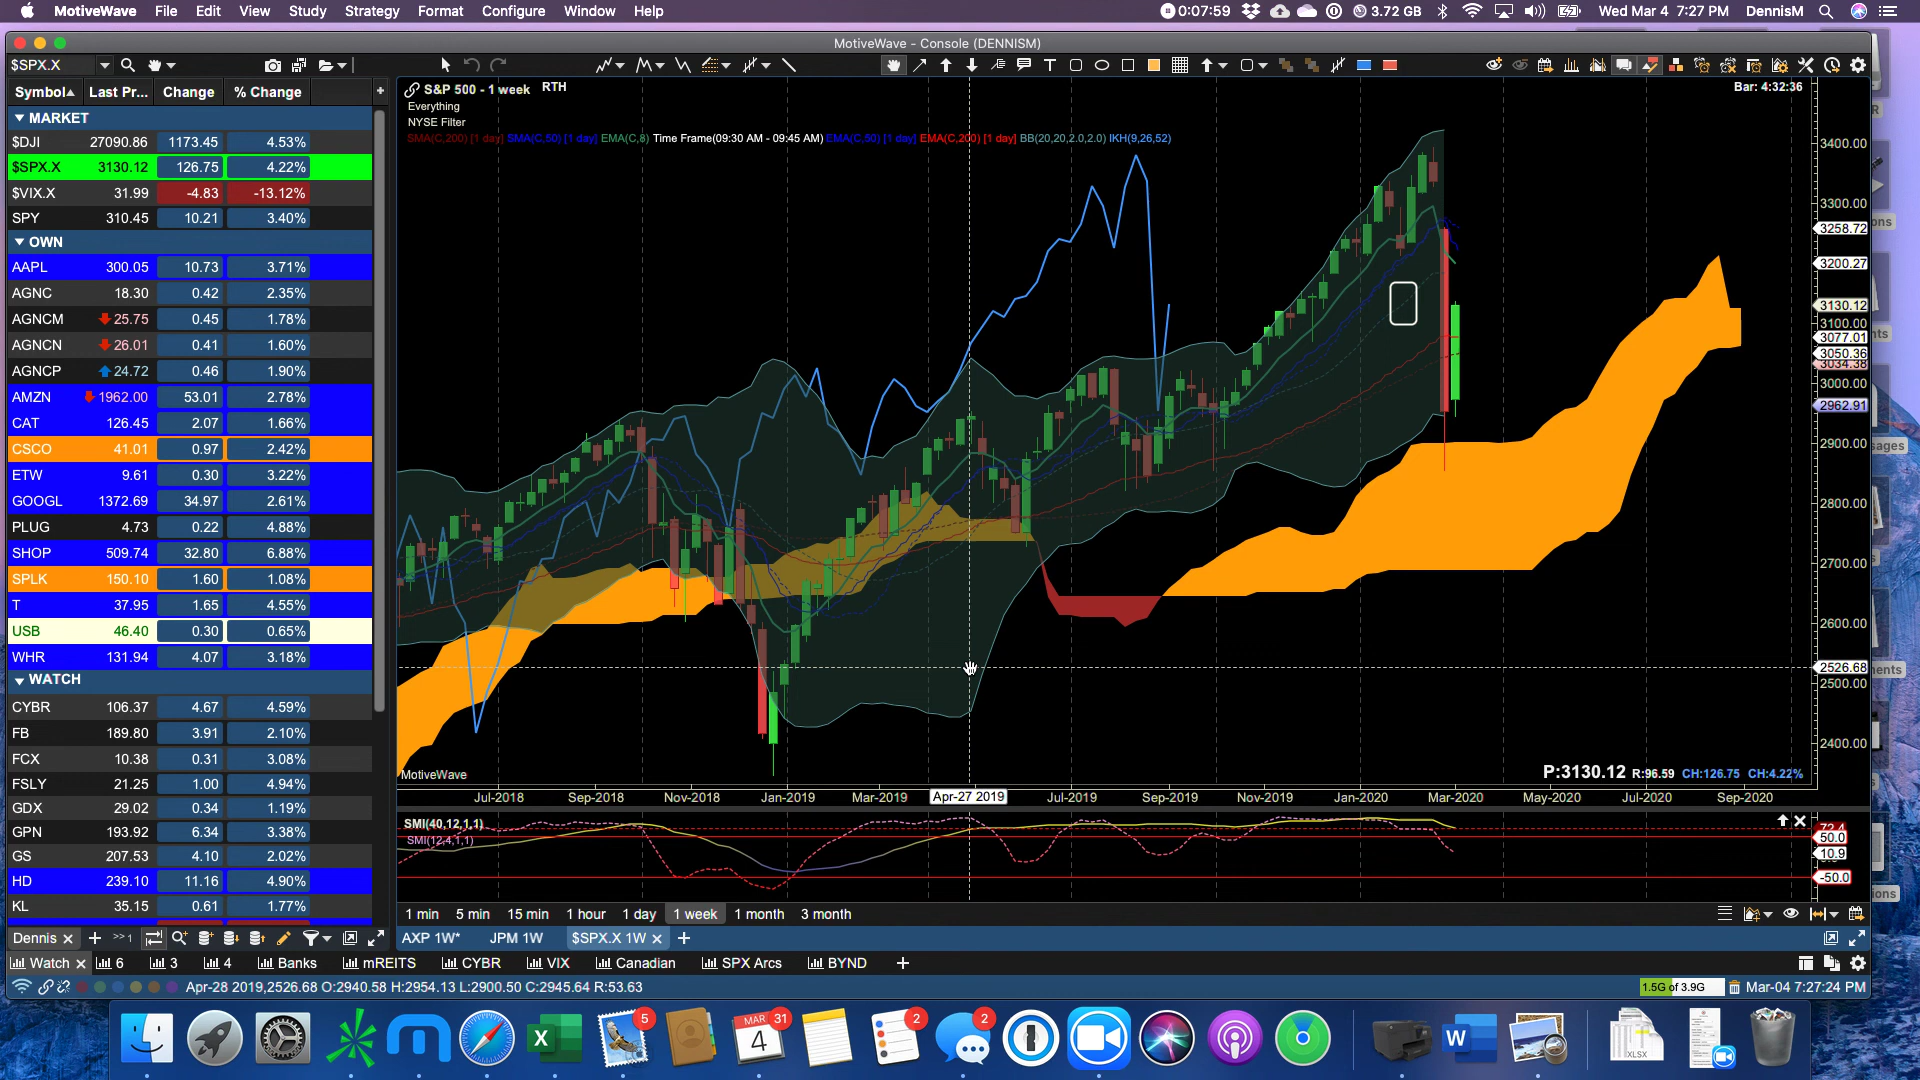 MotiveWave File Edit View Study Strategy Format Configure Window Help 0:07:59 3.72 GB Wed Mar 4 7:27 PM DennisM
MotiveWave - Console (DENNISM)
$SPX.X
Symbol Last Pr... Change % Change
MARKET
$DJI 27090.86 1173.45 4.53%
$SPX.X 3130.12 126.75 4.22%
$VIX.X 31.99 -4.83 -13.12%
SPY 310.45 10.21 3.40%
OWN
AAPL 300.05 10.73 3.71%
AGNC 18.30 0.42 2.35%
AGNCM 25.75 0.45 1.78%
AGNCN 26.01 0.41 1.60%
AGNCP 24.72 0.46 1.90%
AMZN 1962.00 53.01 2.78%
CAT 126.45 2.07 1.66%
CSCO 41.01 0.97 2.42%
ETW 9.61 0.30 3.22%
GOOGL 1372.69 34.97 2.61%
PLUG 4.73 0.22 4.88%
SHOP 509.74 32.80 6.88%
SPLK 150.10 1.60 1.08%
T 37.95 1.65 4.55%
USB 46.40 0.30 0.65%
WHR 131.94 4.07 3.18%
WATCH
CYBR 106.37 4.67 4.59%
FB 189.80 3.91 2.10%
FCX 10.38 0.31 3.08%
FSLY 21.25 1.00 4.94%
GDX 29.02 0.34 1.19%
GPN 193.92 6.34 3.38%
GS 207.53 4.10 2.02%
HD 239.10 11.16 4.90%
KL 35.15 0.61 1.77%
Dennis >> 1
S&P 500 - 1 week RTH
Bar: 4:32:36
Everything
NYSE Filter
SMA(C,200) [1 day] SMA(C,50) [1 day] EMA(C,8) Time Frame(09:30 AM - 09:45 AM) EMA(C,50) [1 day] EMA(C,200) [1 day] BB(20,20,2.0,2.0) IKH(9,26,52)
3400.00
3300.00
3258.72
3200.27
3130.12
3100.00
3077.01
3050.36
3034.38
3000.00
2962.91
2900.00
2800.00
2700.00
2600.00
2526.68
2500.00
2400.00
MotiveWave
P:3130.12 R:96.59 CH:126.75 CH:4.22%
Jul-2018 Sep-2018 Nov-2018 Jan-2019 Mar-2019 Apr-27 2019 Jul-2019 Sep-2019 Nov-2019 Jan-2020 Mar-2020 May-2020 Jul-2020 Sep-2020
SMI(40,12,1,1)
SMI(12,4,1,1)
50.0
10.9
-50.0
1 min 5 min 15 min 1 hour 1 day 1 week 1 month 3 month
AXP 1W* JPM 1W $SPX.X 1W
Watch 6 3 4 Banks mREITS CYBR VIX Canadian SPX Arcs BYND
Apr-28 2019,2526.68 O:2940.58 H:2954.13 L:2900.50 C:2945.64 R:53.63
1.5G of 3.9G Mar-04 7:27:24 PM
5 MAR 4 31 2 2
XLSX